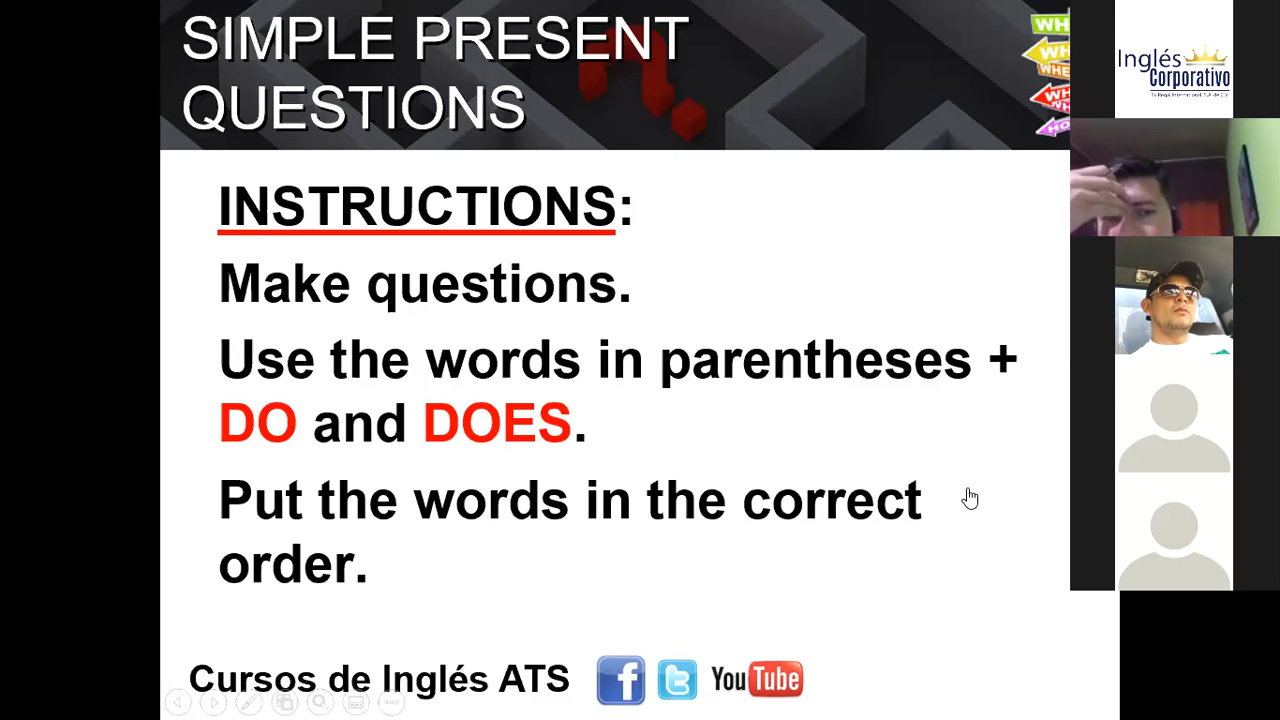 SIMPLE PRESENT
QUESTIONS
INSTRUCTIONS:
Make questions.
Use the words in parentheses +
DO and DOES.
Put the words in the correct
order.
Cursos de Inglés ATS
f
t
You Tube
Inglés
Corporativo